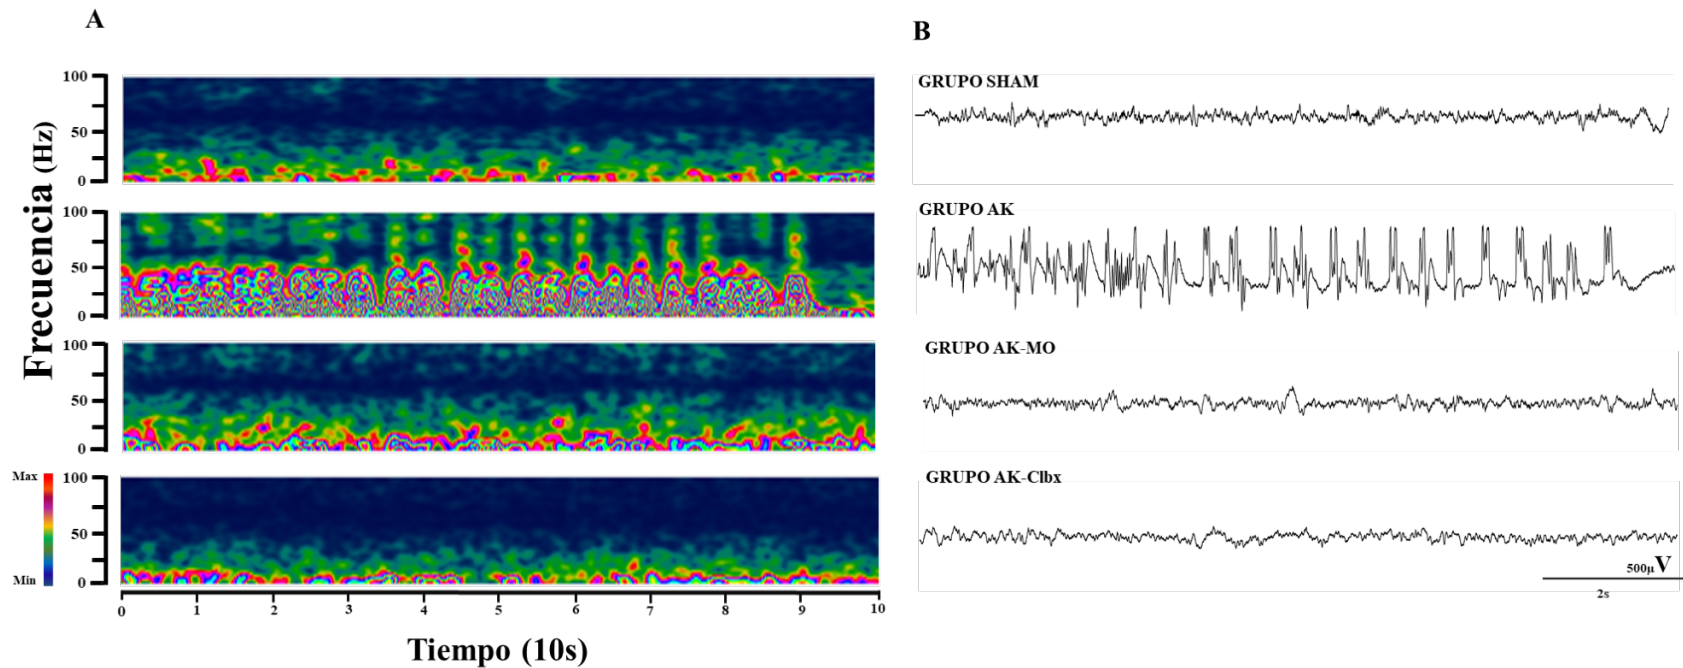 A
B
Frecuencia (Hz)
100
50
0
100
50
0
100
50
0
100
50
0
Max
Min
0 1 2 3 4 5 6 7 8 9 10
Tiempo (10s)
GRUPO SHAM
GRUPO AK
GRUPO AK-MO
GRUPO AK-Clbx
500µV
2s